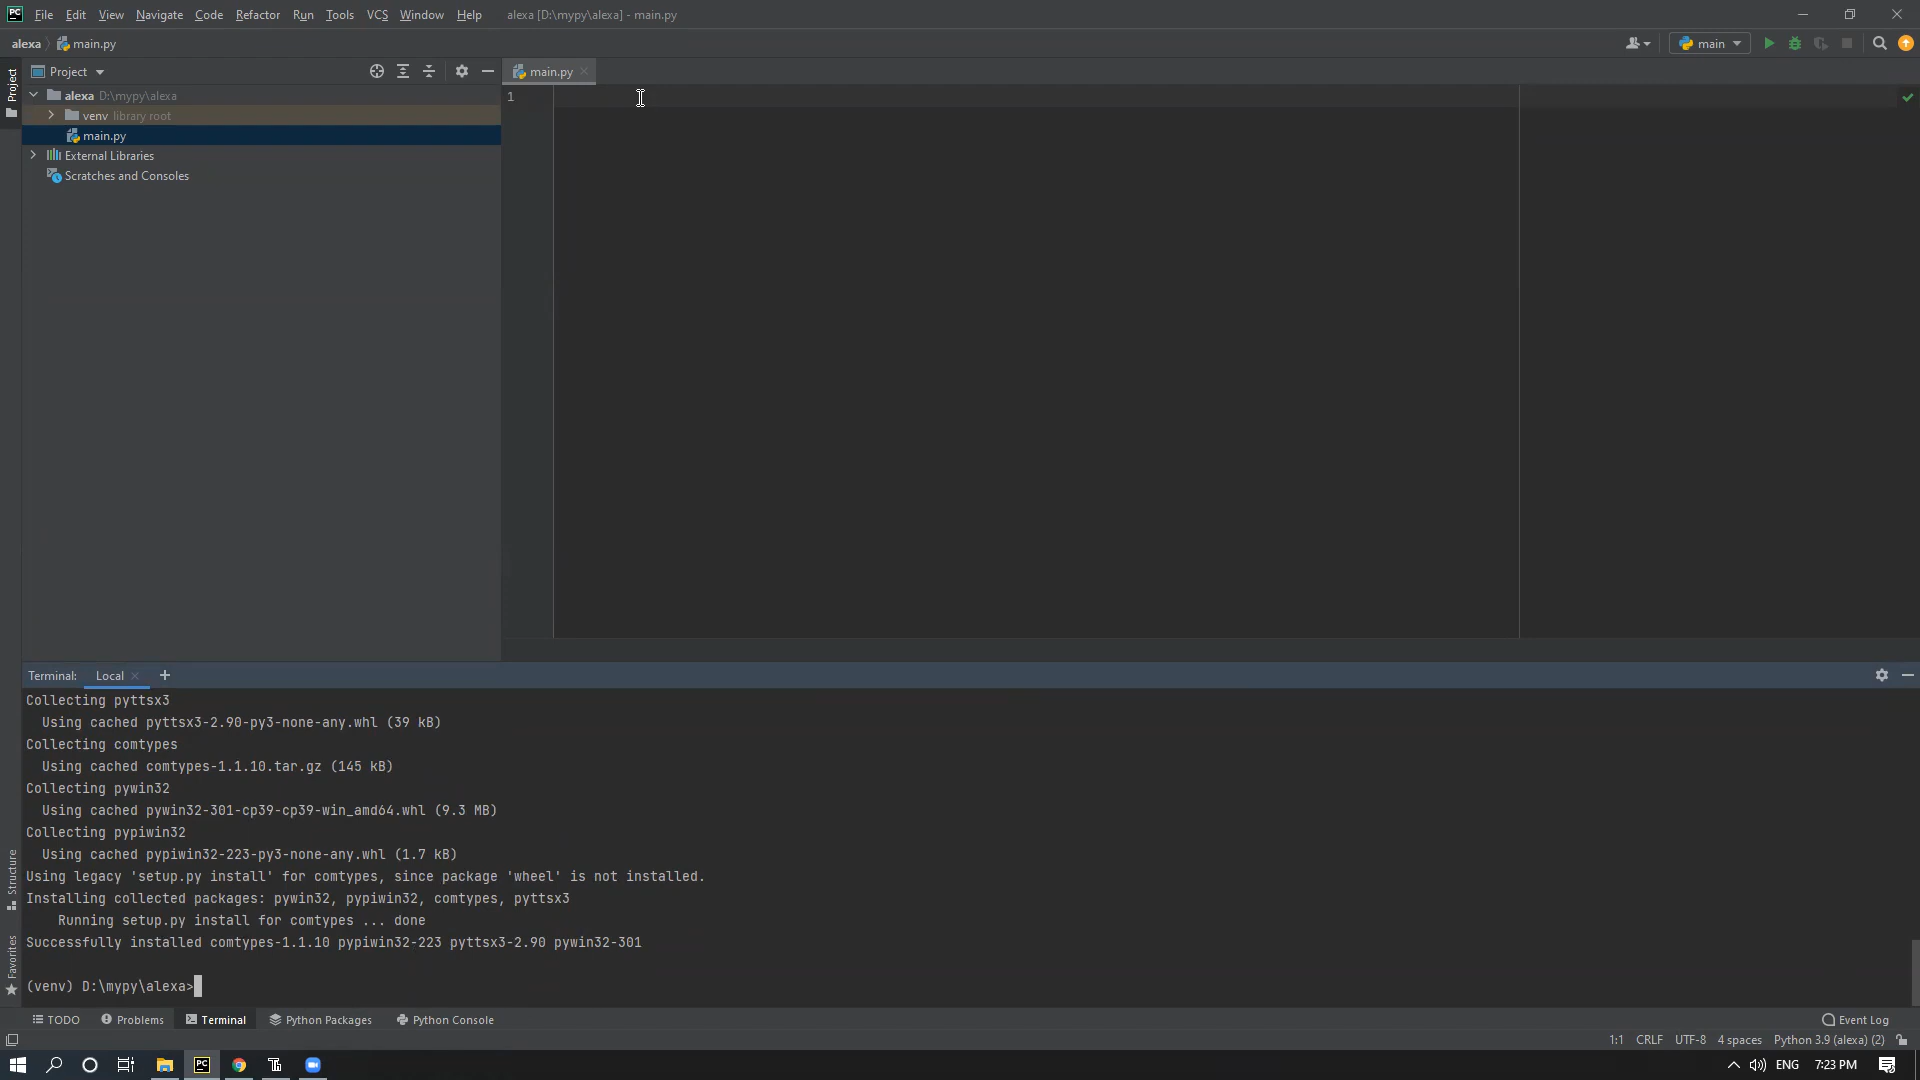 PC File Edit View Navigate Code Refactor Run Tools VCS Window Help alexa [D:\mypy\alexa] - main.py
alexa main.py main
Project Project main.py
alexa D:\mypy\alexa 1
venv library root
main.py
External Libraries
Scratches and Consoles
Terminal: Local
Collecting pyttsx3
Using cached pyttsx3-2.90-py3-none-any.whl (39 kB)
Collecting comtypes
Using cached comtypes-1.1.10.tar.gz (145 kB)
Collecting pywin32
Using cached pywin32-301-cp39-cp39-win_amd64.whl (9.3 MB)
Collecting pypiwin32
Using cached pypiwin32-223-py3-none-any.whl (1.7 kB)
Using legacy 'setup.py install' for comtypes, since package 'wheel' is not installed.
Installing collected packages: pywin32, pypiwin32, comtypes, pyttsx3
Running setup.py install for comtypes ... done
Successfully installed comtypes-1.1.10 pypiwin32-223 pyttsx3-2.90 pywin32-301
(venv) D:\mypy\alexa>
Structure
Favorites
TODO Problems Terminal Python Packages Python Console Event Log
1:1 CRLF UTF-8 4 spaces Python 3.9 (alexa) (2)
PC ENG 7:23 PM